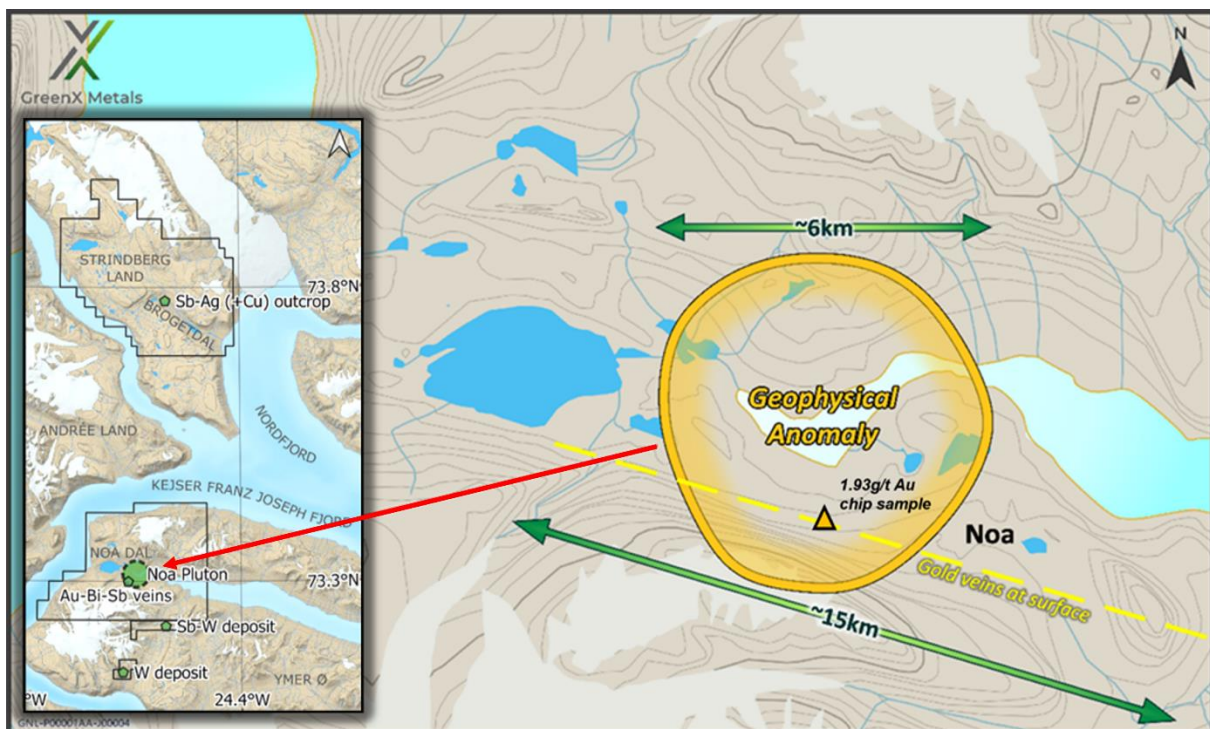 GreenX Metals
N
~6km
Geophysical
Anomaly
1.93g/t Au
chip sample
Noa
Gold veins at surface
~15km
STRINDBERG
LAND
73.8°N
Sb-Ag (+Cu) outcrop
BROGETDAL
NORDFJORD
ANDRÉE LAND
KEJSER FRANZ JOSEPH FJORD
NOA DAL
Noa Pluton
73.3°N
Au-Bi-Sb veins
Sb-W deposit
W deposit
YMER Ø
°W
24.4°W